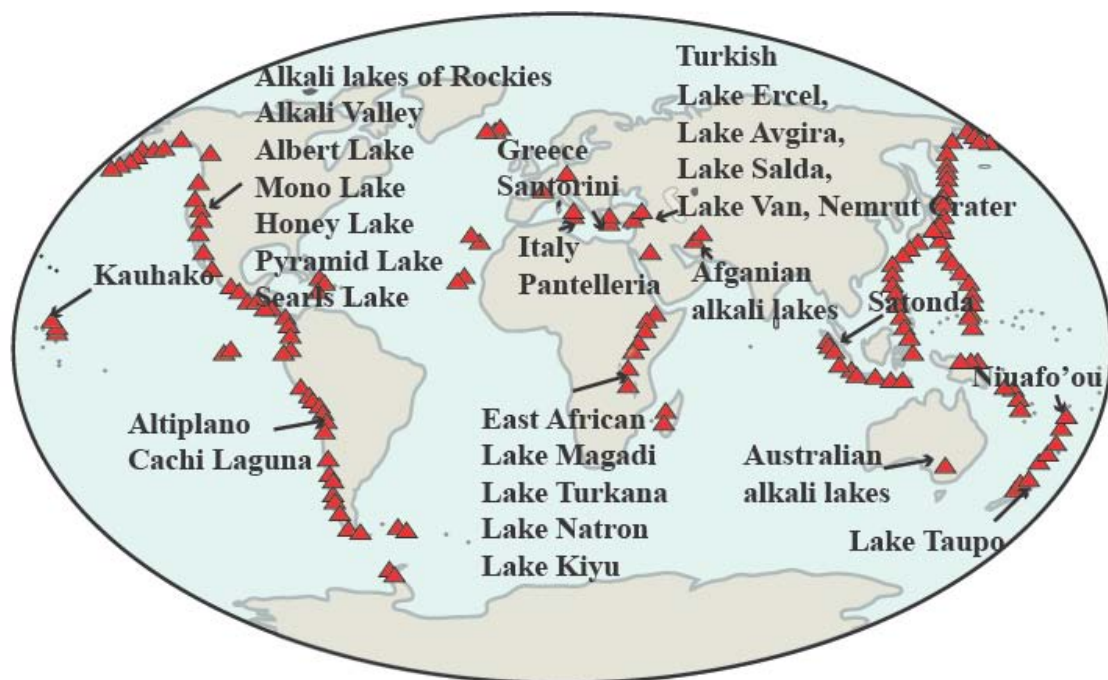 Alkali lakes of Rockies
Alkali Valley
Albert Lake
Mono Lake
Honey Lake
Pyramid Lake
Searls Lake
Kauhako
Greece
Santorini
Italy
Pantelleria
Turkish
Lake Ercel,
Lake Avgira,
Lake Salda,
Lake Van, Nemrut Crater
Afganian
alkali lakes
Satonda
Niuafo'ou
Altiplano
Cachi Laguna
East African
Lake Magadi
Lake Turkana
Lake Natron
Lake Kiyu
Australian
alkali lakes
Lake Taupo